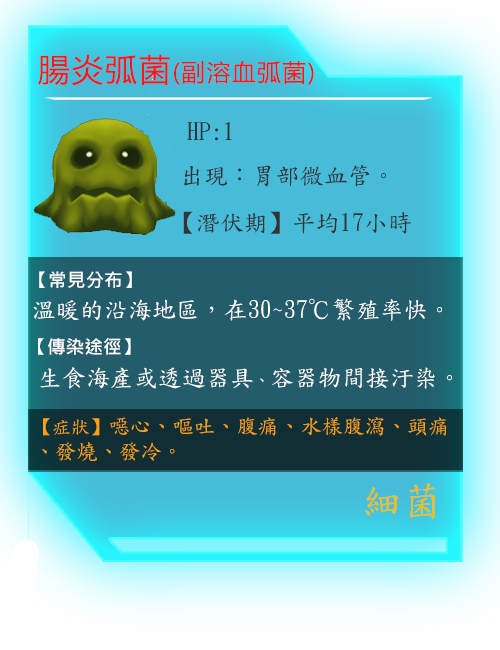 腸炎弧菌(副溶血弧菌)
HP:1
出現：胃部微血管。
【潛伏期】平均17小時
【常見分布】
溫暖的沿海地區，在30~37℃繁殖率快。
【傳染途徑】
生食海產或透過器具、容器物間接汙染。
【症狀】噁心、嘔吐、腹痛、水樣腹瀉、頭痛
、發燒、發冷。
細菌